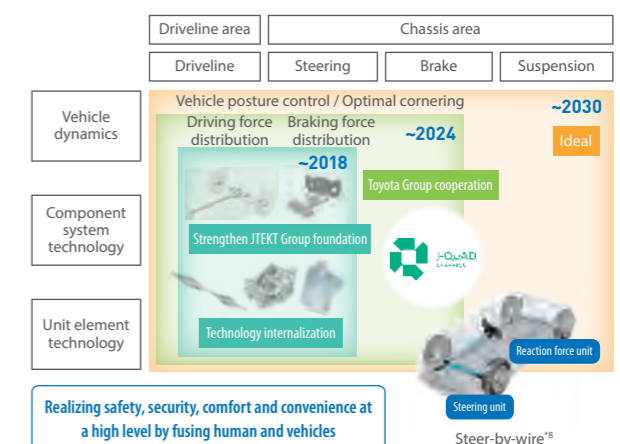 Driveline area
Chassis area
Driveline
Steering
Brake
Suspension
Vehicle
dynamics
Component
system
technology
Unit element
technology
Vehicle posture control / Optimal cornering
Driving force
distribution
Braking force
distribution
~2018
~2024
~2030
Ideal
Toyota Group cooperation
Strengthen JTEKT Group foundation
J-QuAD
Technology internalization
Reaction force unit
Steering unit
Steer-by-wire*8
Realizing safety, security, comfort and convenience at
a high level by fusing human and vehicles